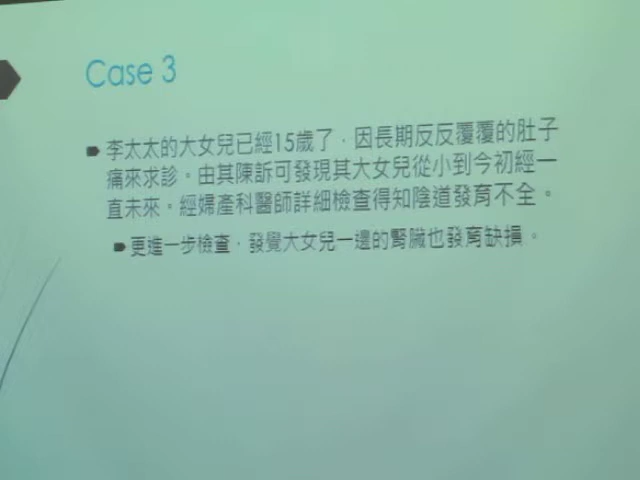 Case 3
李太太的大女兒已經15歲了，因長期反反覆覆的肚子
痛來求診。由其陳訴可發現其大女兒從小到今初經一
直未來。經婦產科醫師詳細檢查得知陰道發育不全。
更進一步檢查，發覺大女兒一邊的腎臟也發育缺損。